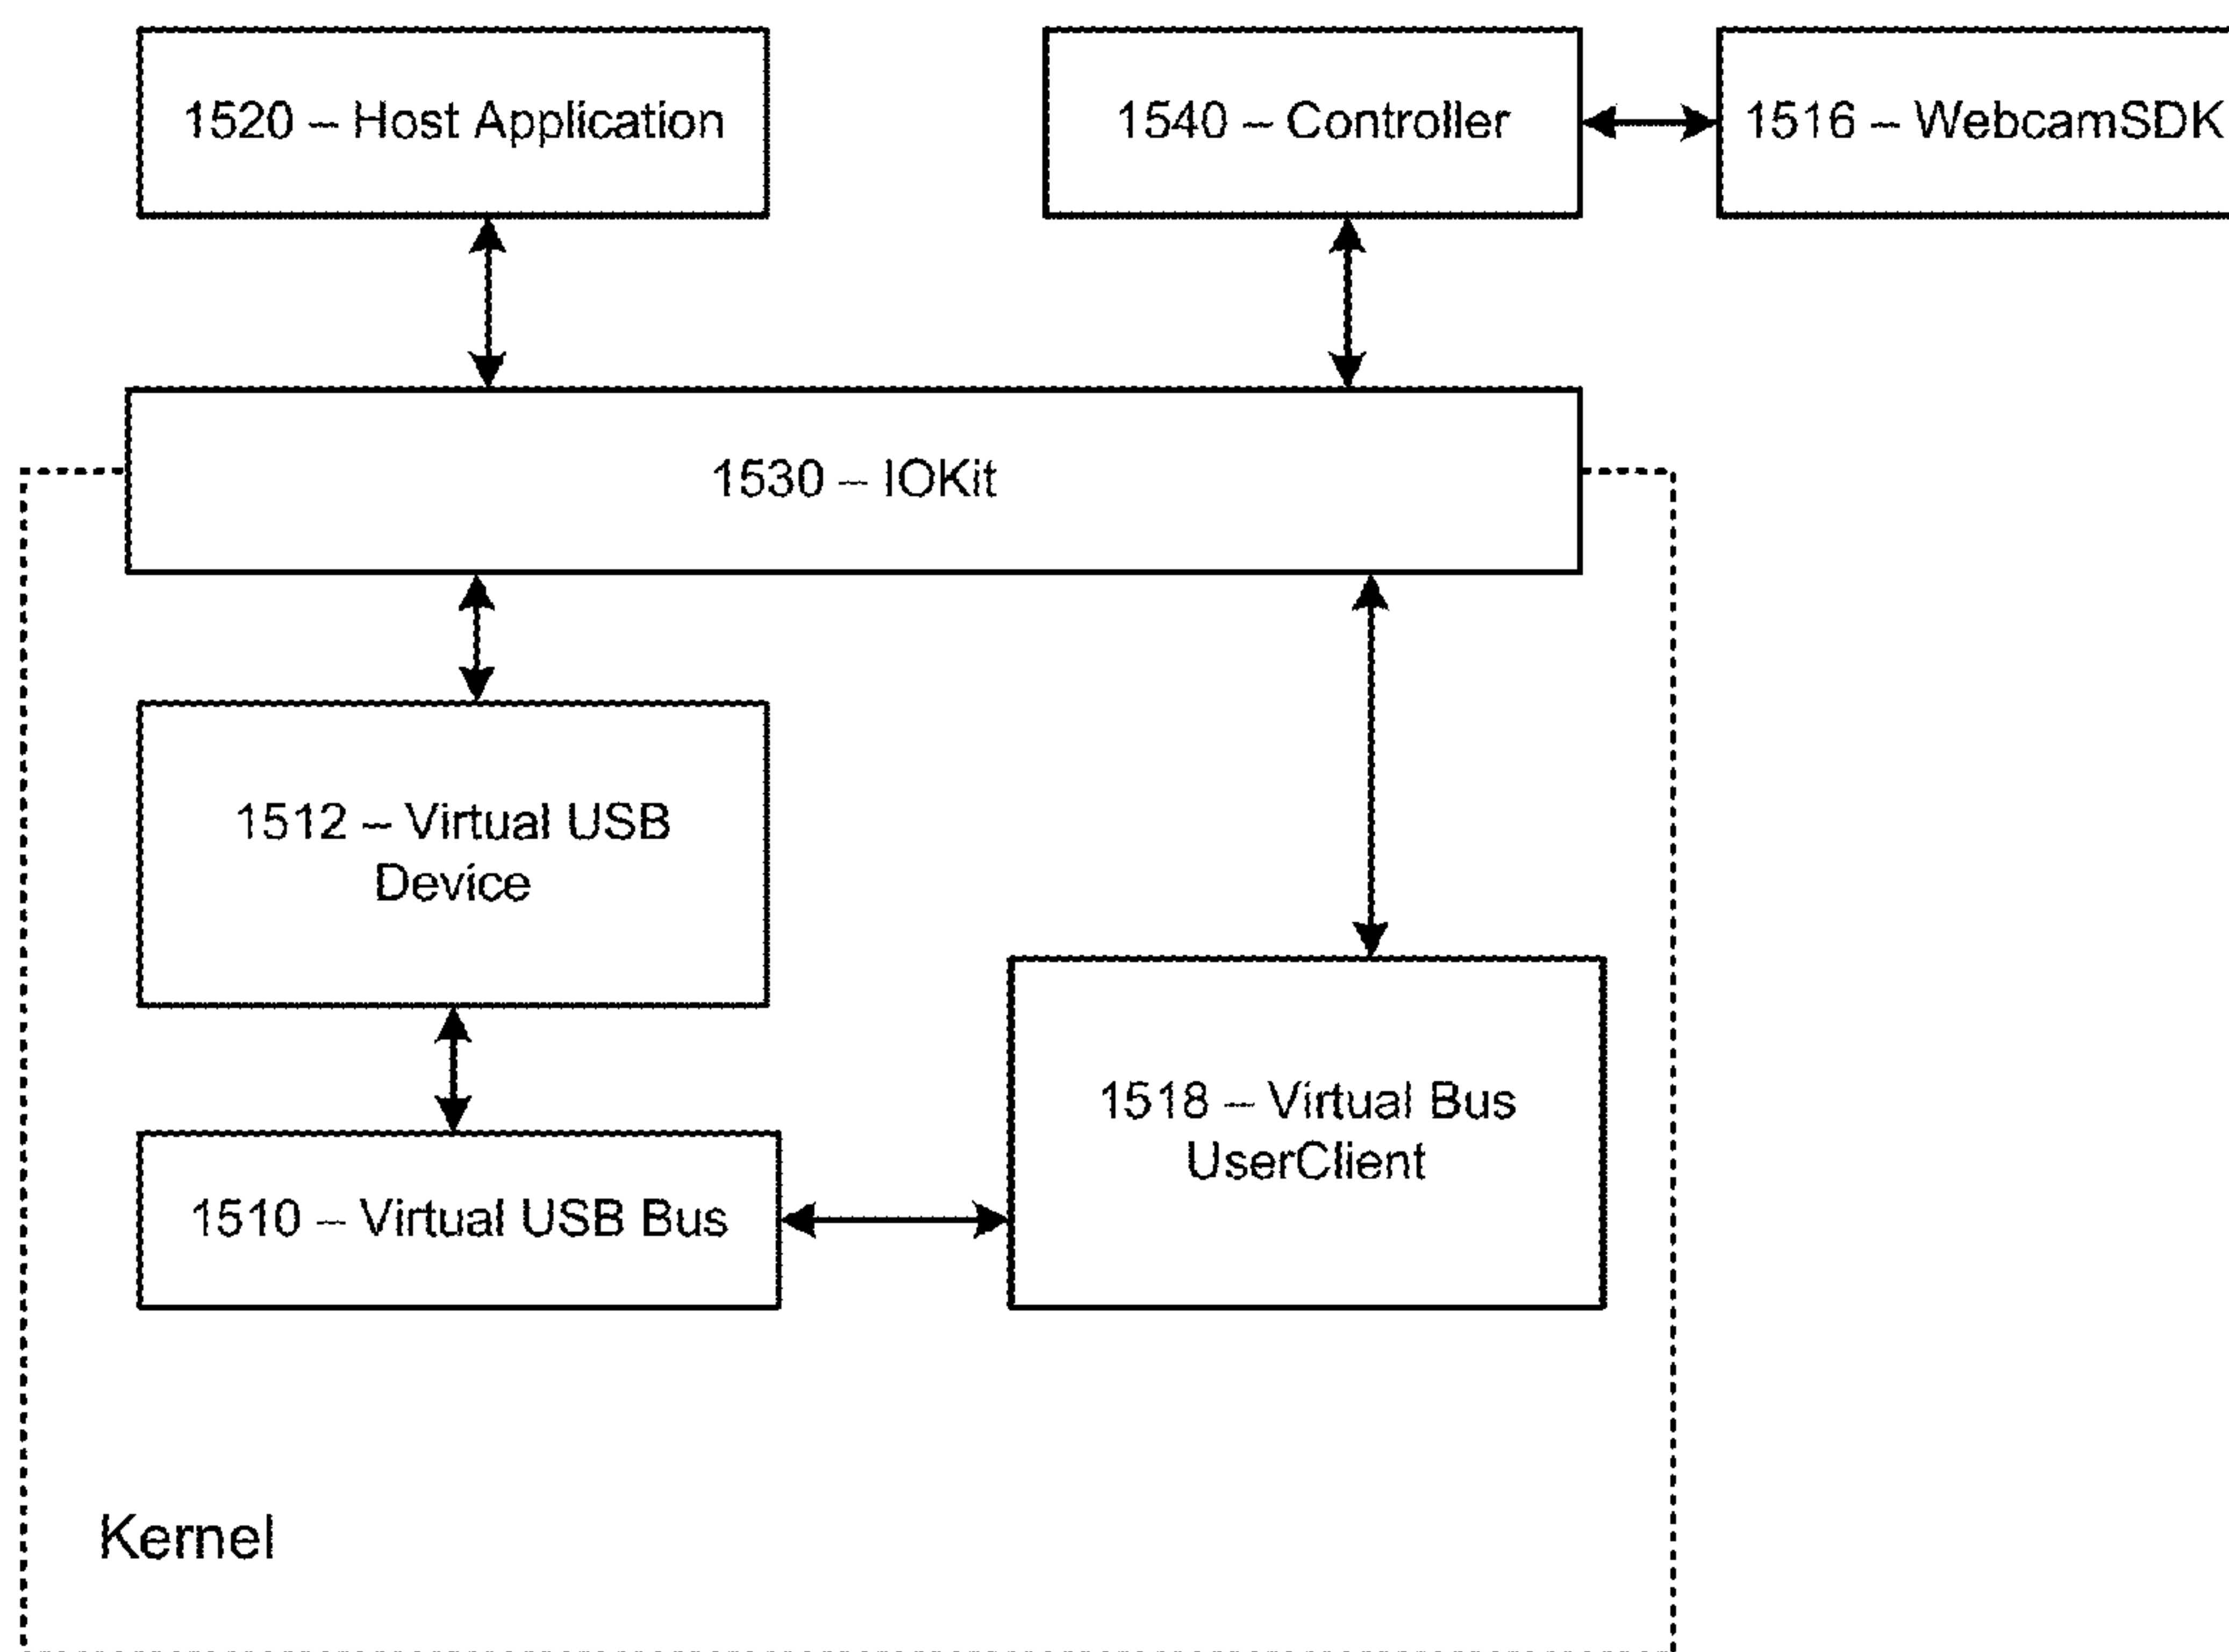 1520 – Host Application
1540 – Controller
1516 – WebcamSDK
1530 – IOKit
1512 – Virtual USB
Device
1518 – Virtual Bus
UserClient
1510 – Virtual USB Bus
Kernel